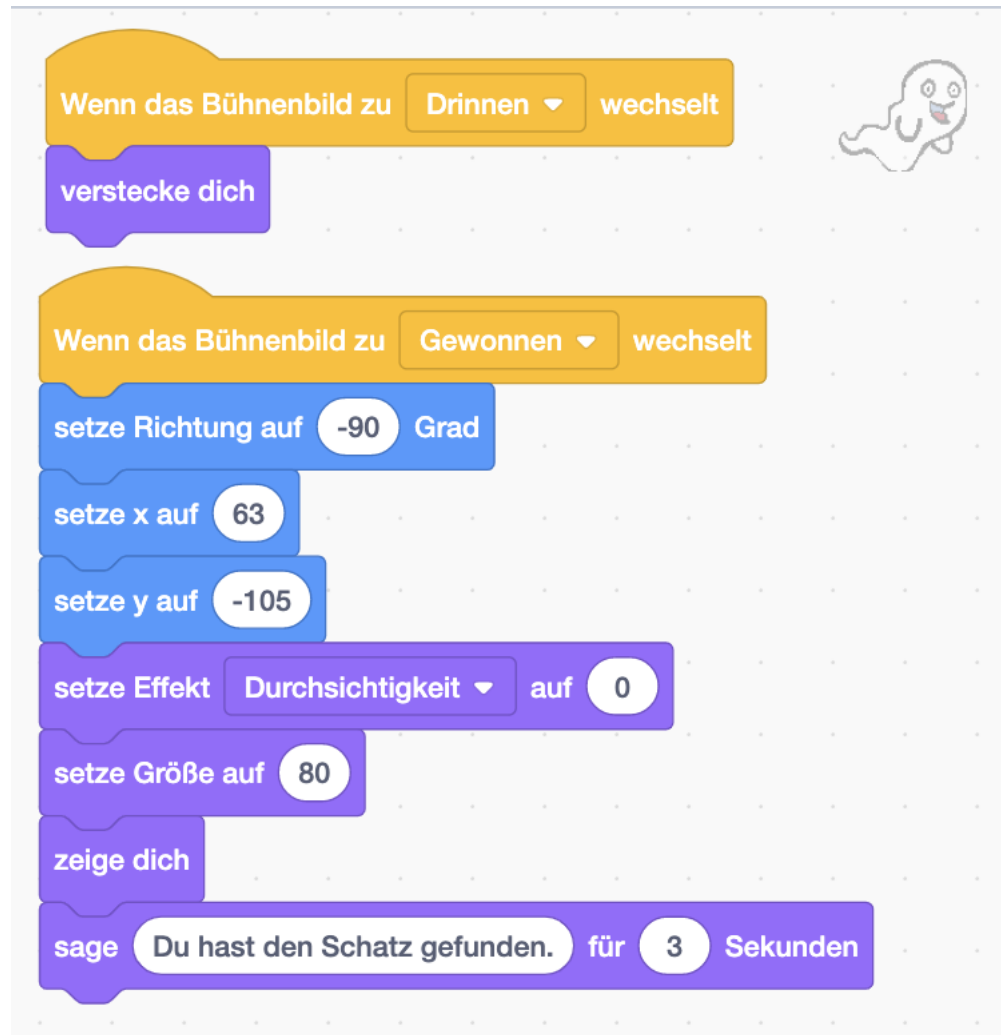 Wenn das Bühnenbild zu Drinnen wechselt
verstecke dich
Wenn das Bühnenbild zu Gewonnen wechselt
setze Richtung auf -90 Grad
setze x auf 63
setze y auf -105
setze Effekt Durchsichtigkeit auf 0
setze Größe auf 80
zeige dich
sage Du hast den Schatz gefunden. für 3 Sekunden